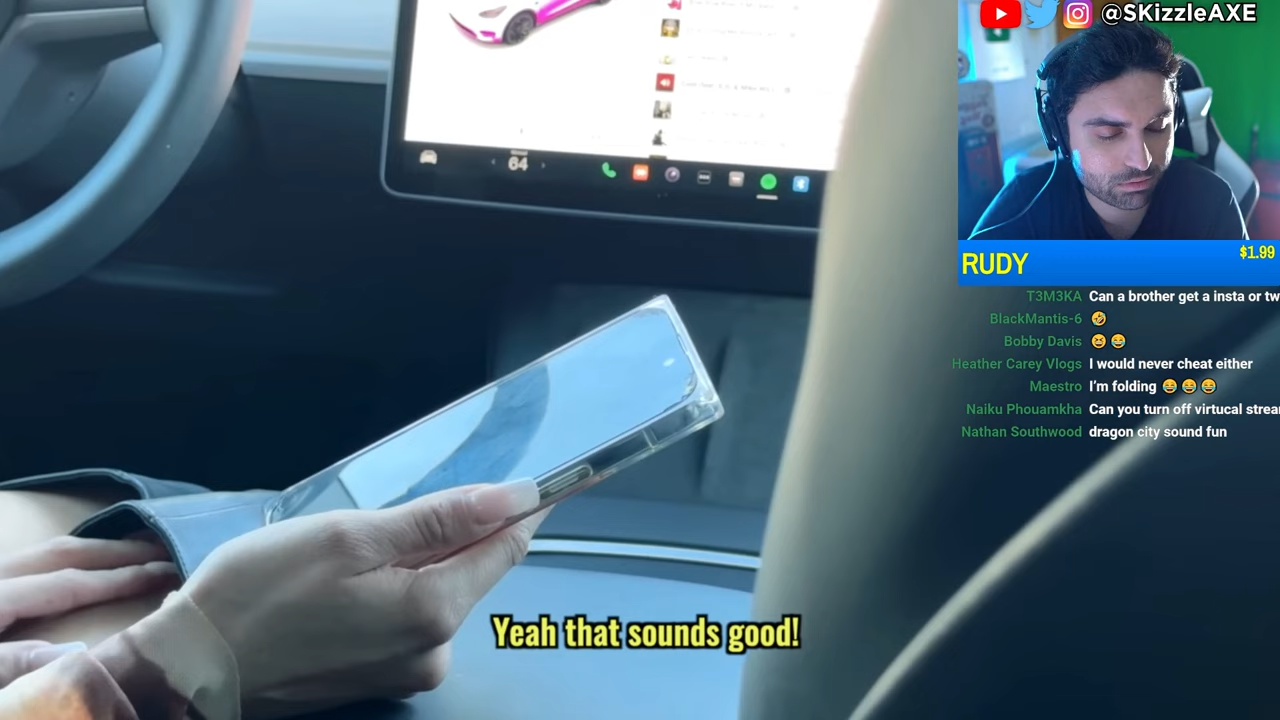 @SKizzleAXE
64
RUDY
$1.99
T3M3KA Can a brother get a insta or tw
BlackMantis-6 🤣
Bobby Davis 😆 😂
Heather Carey Vlogs I would never cheat either
Maestro I’m folding 😂 😂 😂
Naiku Phouamkha Can you turn off virtucal strea
Nathan Southwood dragon city sound fun
Yeah that sounds good!